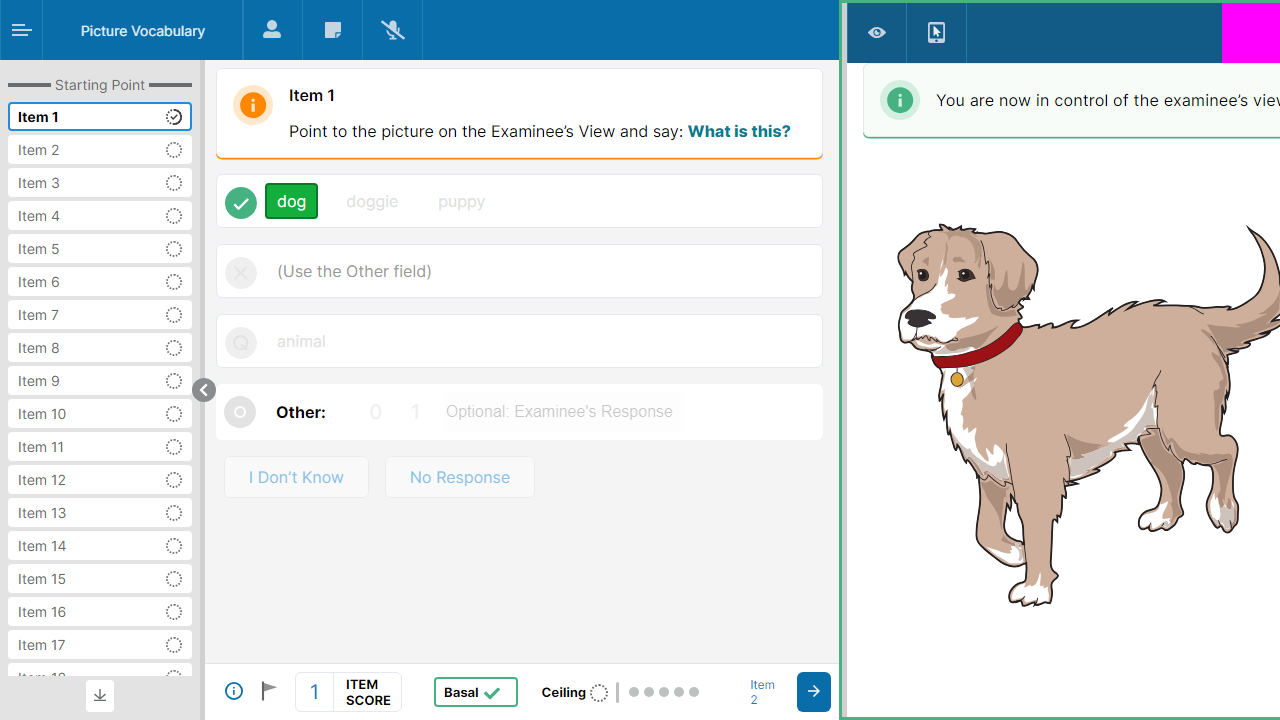 Picture Vocabulary
Starting Point
Item 1
Item 2
Item 3
Item 4
Item 5
Item 6
Item 7
Item 8
Item 9
Item 10
Item 11
Item 12
Item 13
Item 14
Item 15
Item 16
Item 17
Item 18
Item 1
Point to the picture on the Examinee’s View and say: What is this?
dog doggie puppy
(Use the Other field)
Q animal
O Other: 0 1 Optional: Examinee's Response
I Don’t Know No Response
1 ITEM SCORE
Basal
Ceiling
Item 2
You are now in control of the examinee’s